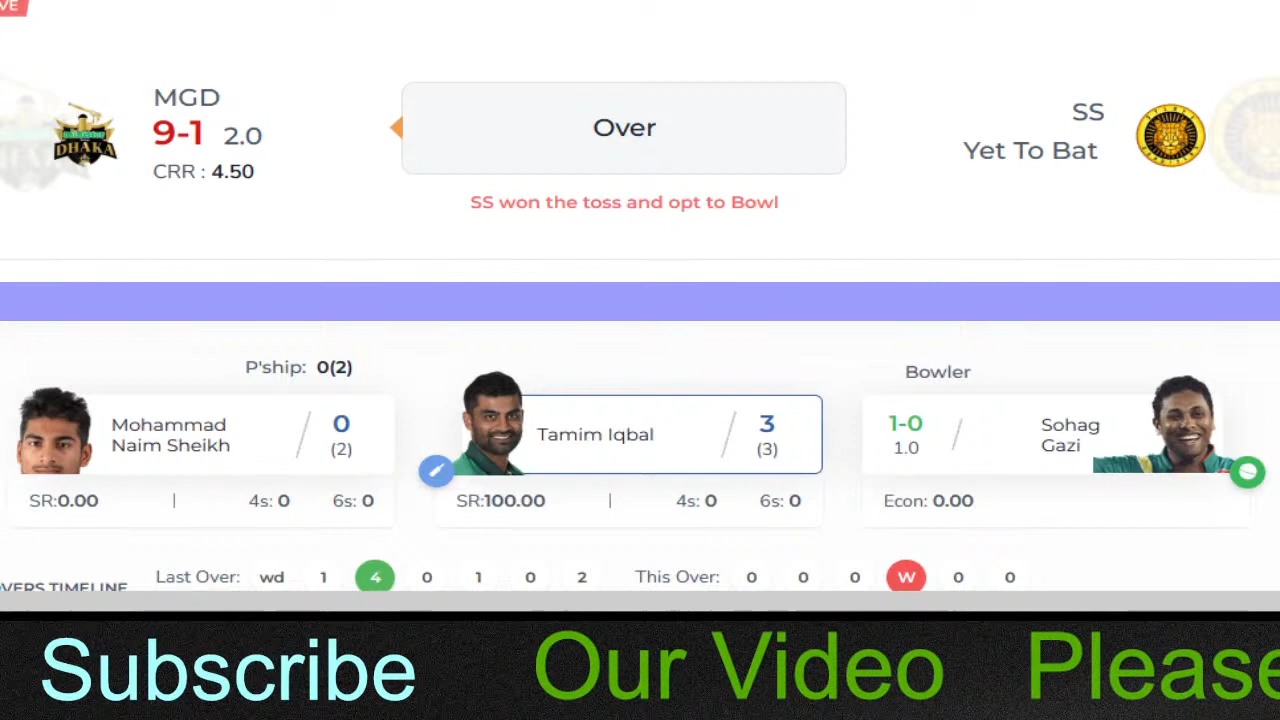 VE
MGD
9-1 2.0
CRR : 4.50
DHAKA
Over
SS won the toss and opt to Bowl
SS
Yet To Bat
P'ship: 0(2)
Bowler
Mohammad
Naim Sheikh
0
(2)
Tamim Iqbal
3
(3)
1-0
1.0
Sohag
Gazi
SR:0.00 | 4s: 0 6s: 0
SR:100.00 | 4s: 0 6s: 0
Econ: 0.00
OVERS TIMELINE
Last Over: wd 1 4 0 1 0 2
This Over: 0 0 0 W 0 0
Subscribe Our Video Please